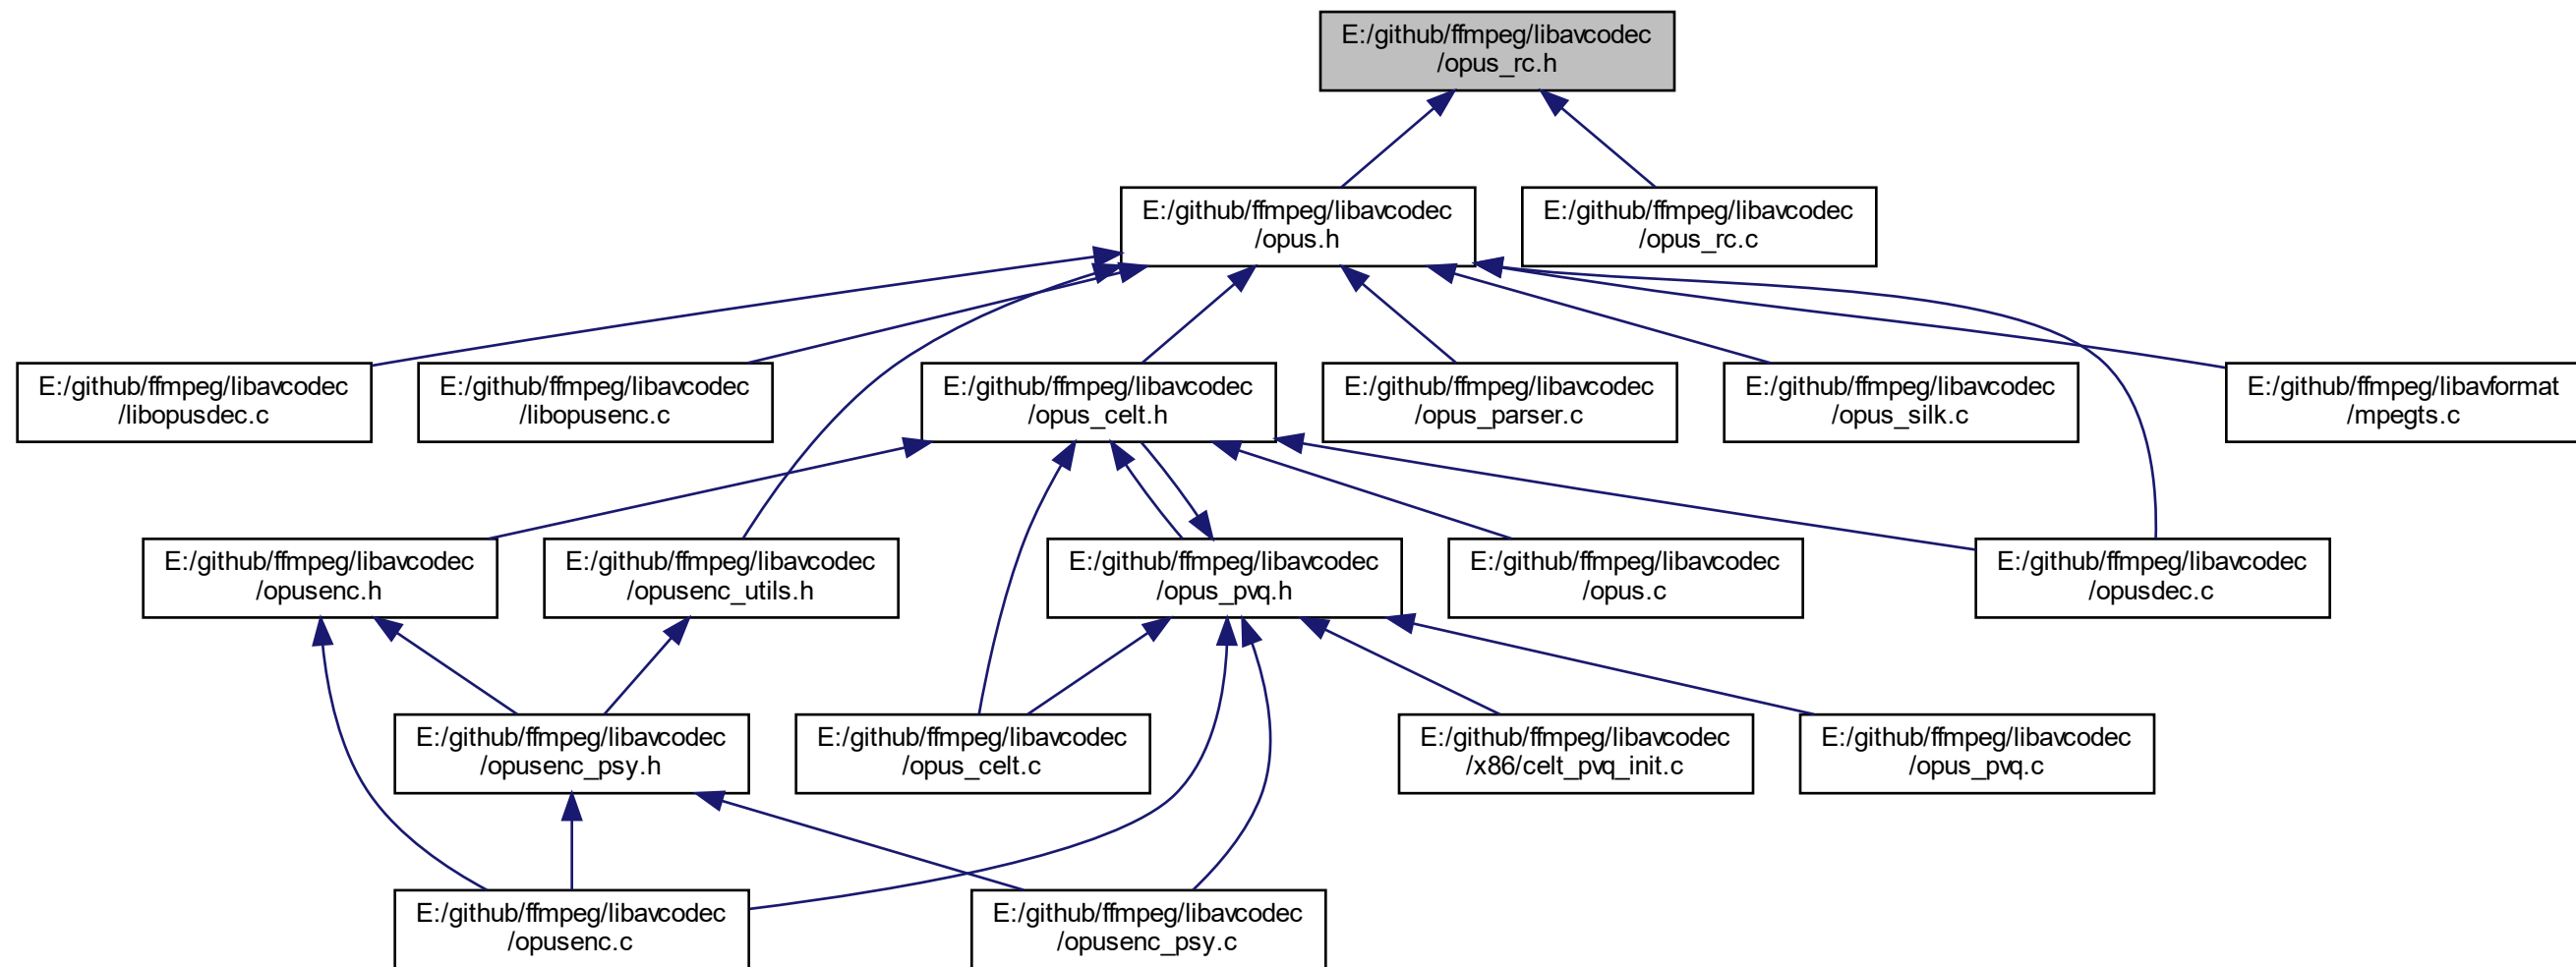 E:/github/ffmpeg/libavcodec
/opus_rc.h
E:/github/ffmpeg/libavcodec
/opus.h
E:/github/ffmpeg/libavcodec
/opus_rc.c
E:/github/ffmpeg/libavcodec
/libopusdec.c
E:/github/ffmpeg/libavcodec
/libopusenc.c
E:/github/ffmpeg/libavcodec
/opus_celt.h
E:/github/ffmpeg/libavcodec
/opus_parser.c
E:/github/ffmpeg/libavcodec
/opus_silk.c
E:/github/ffmpeg/libavformat
/mpegts.c
E:/github/ffmpeg/libavcodec
/opusenc.h
E:/github/ffmpeg/libavcodec
/opusenc_utils.h
E:/github/ffmpeg/libavcodec
/opus_pvq.h
E:/github/ffmpeg/libavcodec
/opus.c
E:/github/ffmpeg/libavcodec
/opusdec.c
E:/github/ffmpeg/libavcodec
/opusenc_psy.h
E:/github/ffmpeg/libavcodec
/opus_celt.c
E:/github/ffmpeg/libavcodec
/x86/celt_pvq_init.c
E:/github/ffmpeg/libavcodec
/opus_pvq.c
E:/github/ffmpeg/libavcodec
/opusenc.c
E:/github/ffmpeg/libavcodec
/opusenc_psy.c